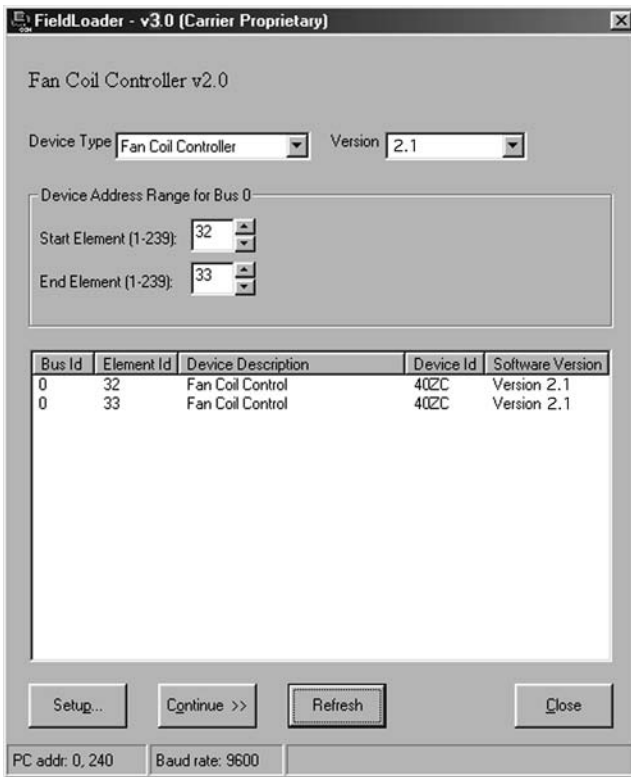 FieldLoader - v3.0 (Carrier Proprietary)
Fan Coil Controller v2.0
Device Type Fan Coil Controller Version 2.1
Device Address Range for Bus 0
Start Element (1-239): 32
End Element (1-239): 33
Bus Id Element Id Device Description Device Id Software Version
0 32 Fan Coil Control 40ZC Version 2.1
0 33 Fan Coil Control 40ZC Version 2.1
Setup... Continue >> Refresh Close
PC addr: 0, 240 Baud rate: 9600